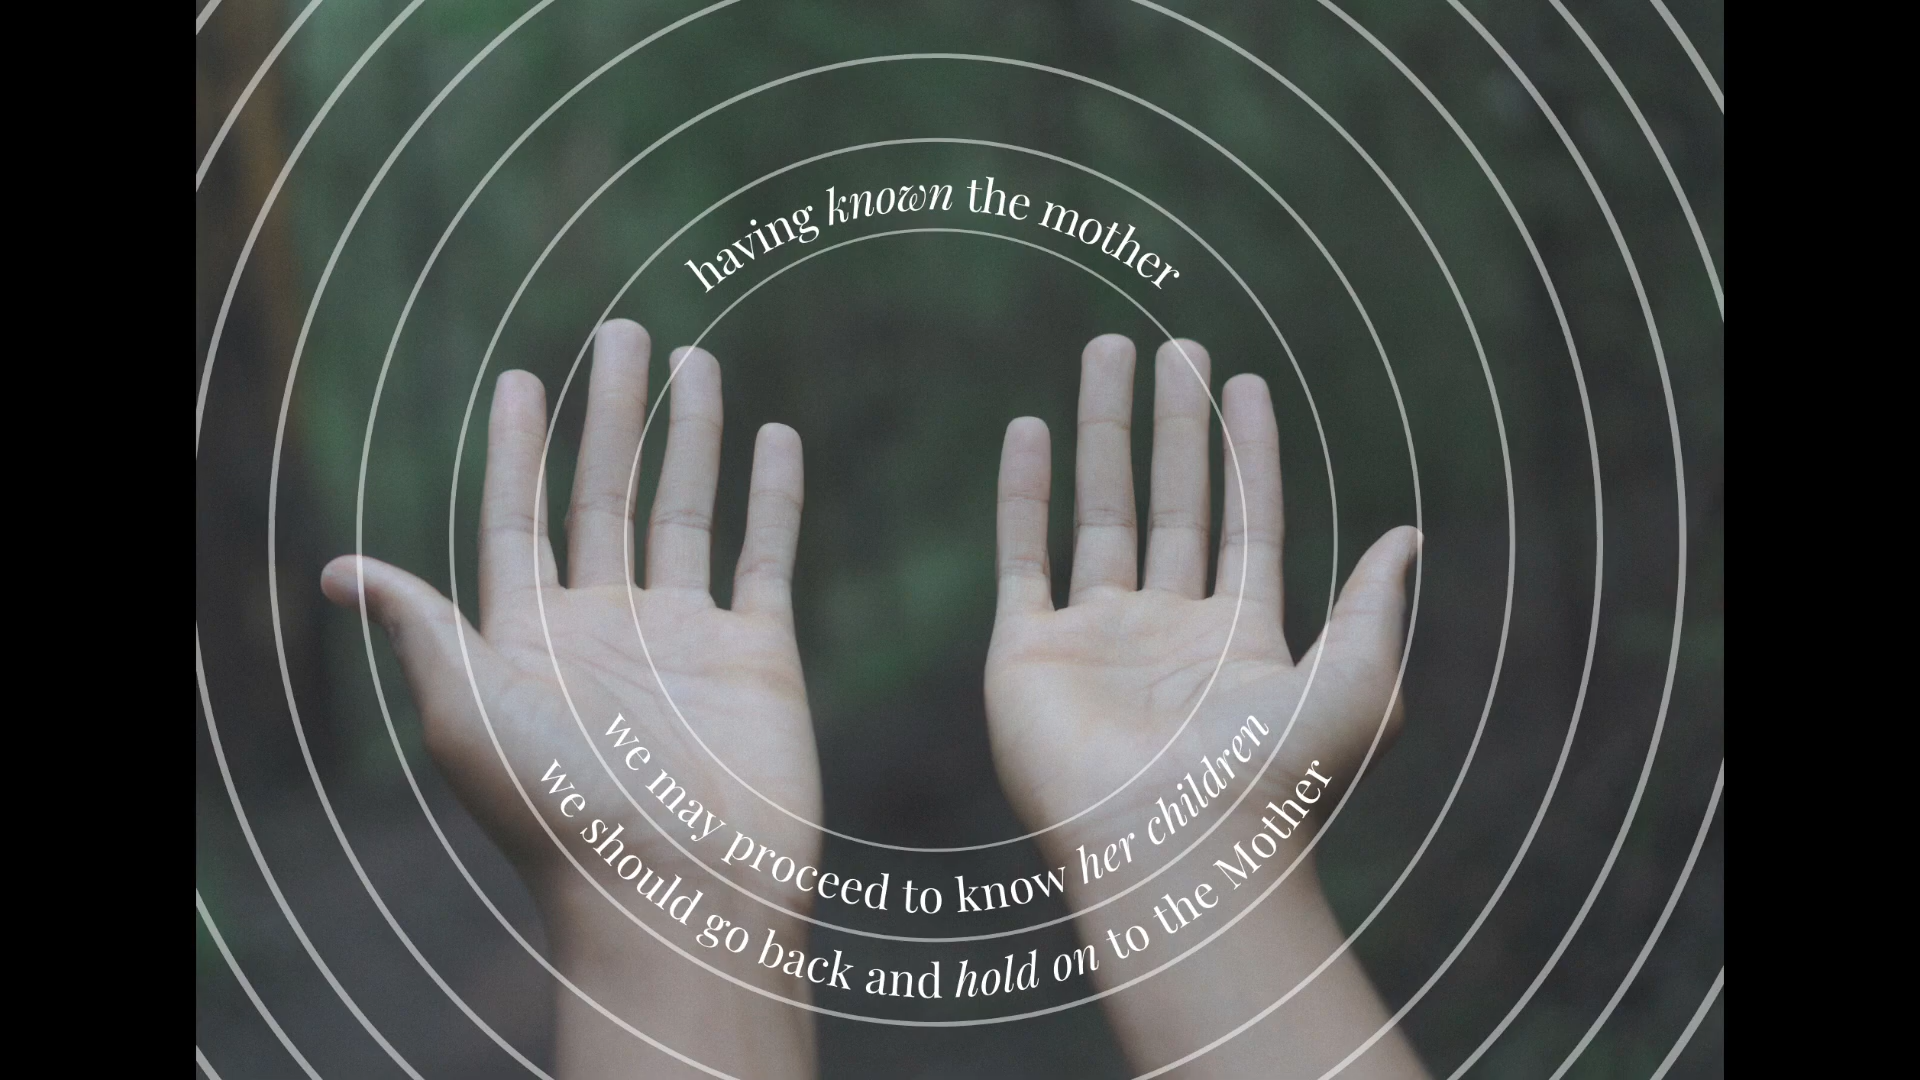 having known the mother
we may proceed to know her children
we should go back and hold on to the Mother